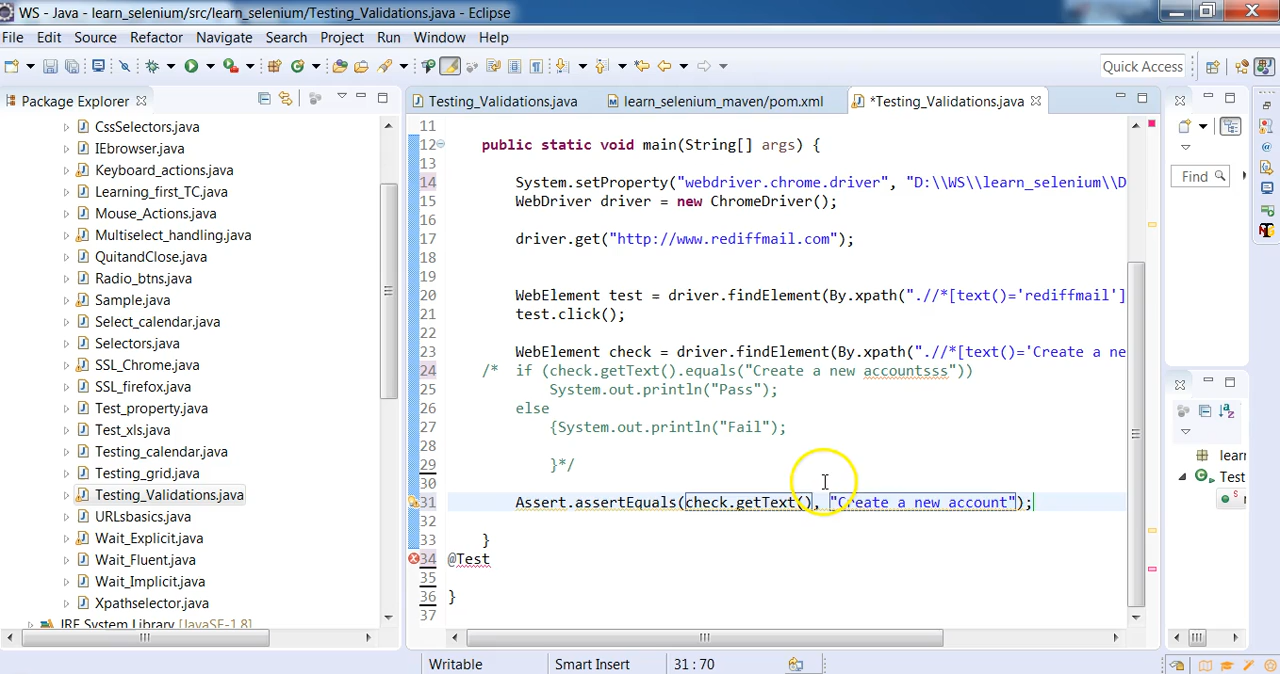 WS - Java - learn_selenium/src/learn_selenium/Testing_Validations.java - Eclipse
File Edit Source Refactor Navigate Search Project Run Window Help
Quick Access
Package Explorer
Testing_Validations.java learn_selenium_maven/pom.xml *Testing_Validations.java
CssSelectors.java
IEbrowser.java
Keyboard_actions.java
Learning_first_TC.java
Mouse_Actions.java
Multiselect_handling.java
QuitandClose.java
Radio_btns.java
Sample.java
Select_calendar.java
Selectors.java
SSL_Chrome.java
SSL_firefox.java
Test_property.java
Test_xls.java
Testing_calendar.java
Testing_grid.java
Testing_Validations.java
URLsbasics.java
Wait_Explicit.java
Wait_Fluent.java
Wait_Implicit.java
Xpathselector.java
JRE System Library [JavaSE-1.8]
11
12 public static void main(String[] args) {
13
14 System.setProperty("webdriver.chrome.driver", "D:\\WS\\learn_selenium\\D
15 WebDriver driver = new ChromeDriver();
16
17 driver.get("http://www.rediffmail.com");
18
19
20 WebElement test = driver.findElement(By.xpath(".//*[text()='rediffmail']
21 test.click();
22
23 WebElement check = driver.findElement(By.xpath(".//*[text()='Create a ne
24 /* if (check.getText().equals("Create a new accountsss"))
25 System.out.println("Pass");
26 else
27 {System.out.println("Fail");
28
29 }*/
30
31 Assert.assertEquals(check.getText(), "Create a new account");
32
33 }
34 @Test
35
36 }
37
Find
learn
Test
S
Writable Smart Insert 31 : 70